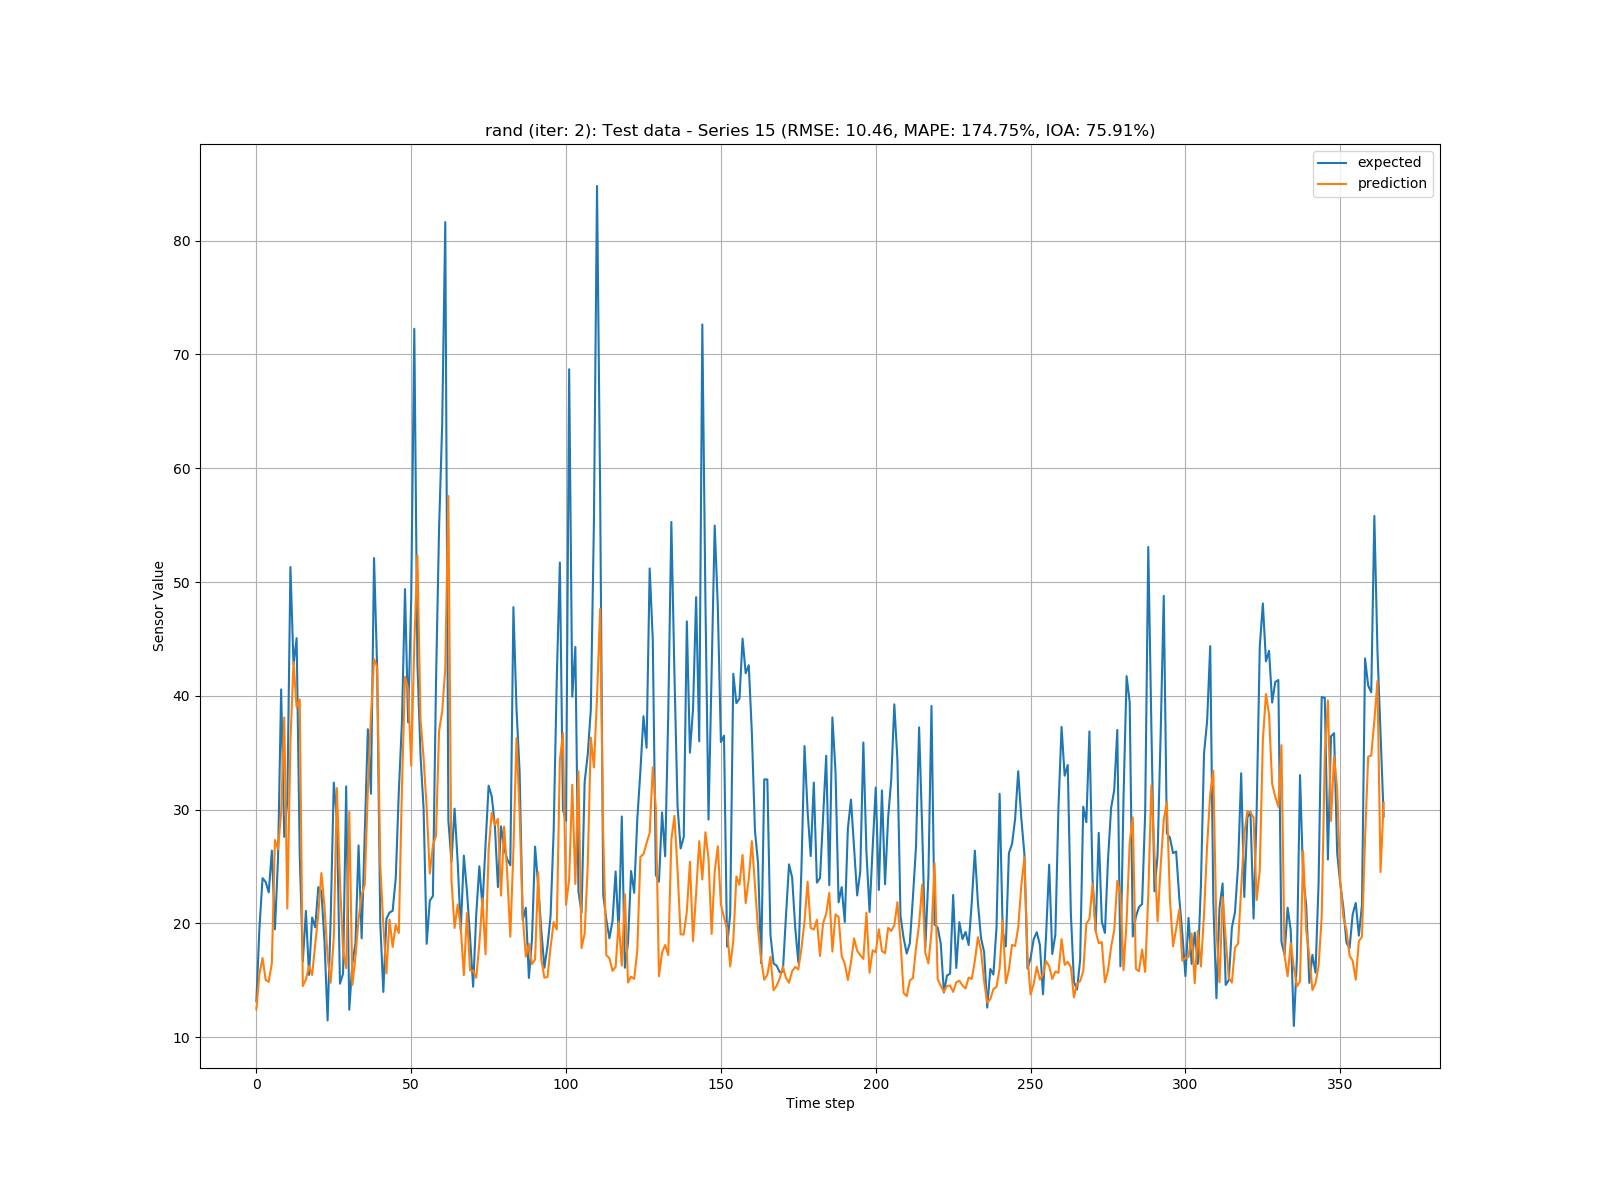 rand (iter: 2): Test data - Series 15 (RMSE: 10.46, MAPE: 174.75%, IOA: 75.91%)
expected
prediction
80
70
60
50
40
30
20
10
Sensor Value
0 50 100 150 200 250 300 350
Time step